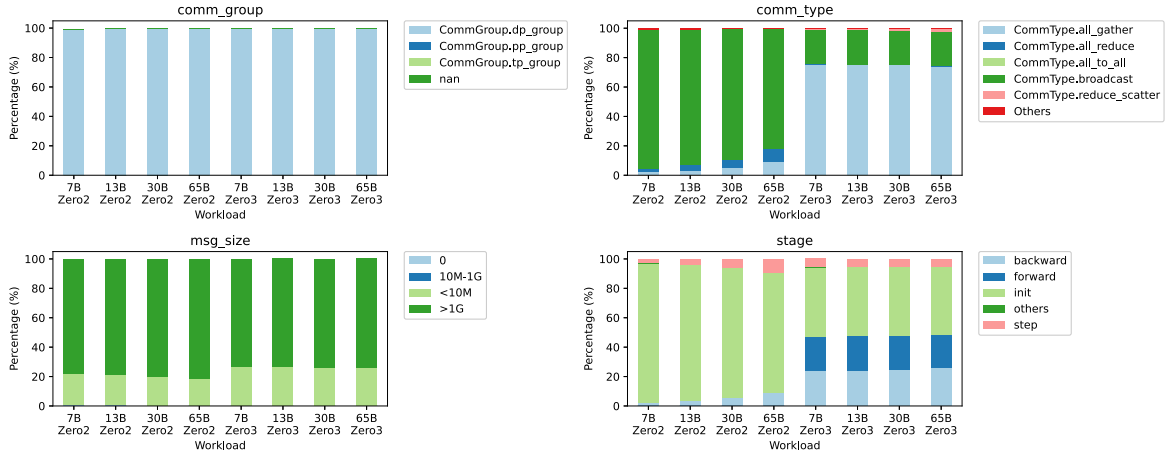 comm_group
Percentage (%)
100
80
60
40
20
0
7B Zero2
13B Zero2
30B Zero2
65B Zero2
7B Zero3
13B Zero3
30B Zero3
65B Zero3
Workload
CommGroup.dp_group
CommGroup.pp_group
CommGroup.tp_group
nan
comm_type
Percentage (%)
100
80
60
40
20
0
7B Zero2
13B Zero2
30B Zero2
65B Zero2
7B Zero3
13B Zero3
30B Zero3
65B Zero3
Workload
CommType.all_gather
CommType.all_reduce
CommType.all_to_all
CommType.broadcast
CommType.reduce_scatter
Others
msg_size
Percentage (%)
100
80
60
40
20
0
7B Zero2
13B Zero2
30B Zero2
65B Zero2
7B Zero3
13B Zero3
30B Zero3
65B Zero3
Workload
0
10M-1G
<10M
>1G
stage
Percentage (%)
100
80
60
40
20
0
7B Zero2
13B Zero2
30B Zero2
65B Zero2
7B Zero3
13B Zero3
30B Zero3
65B Zero3
Workload
backward
forward
init
others
step